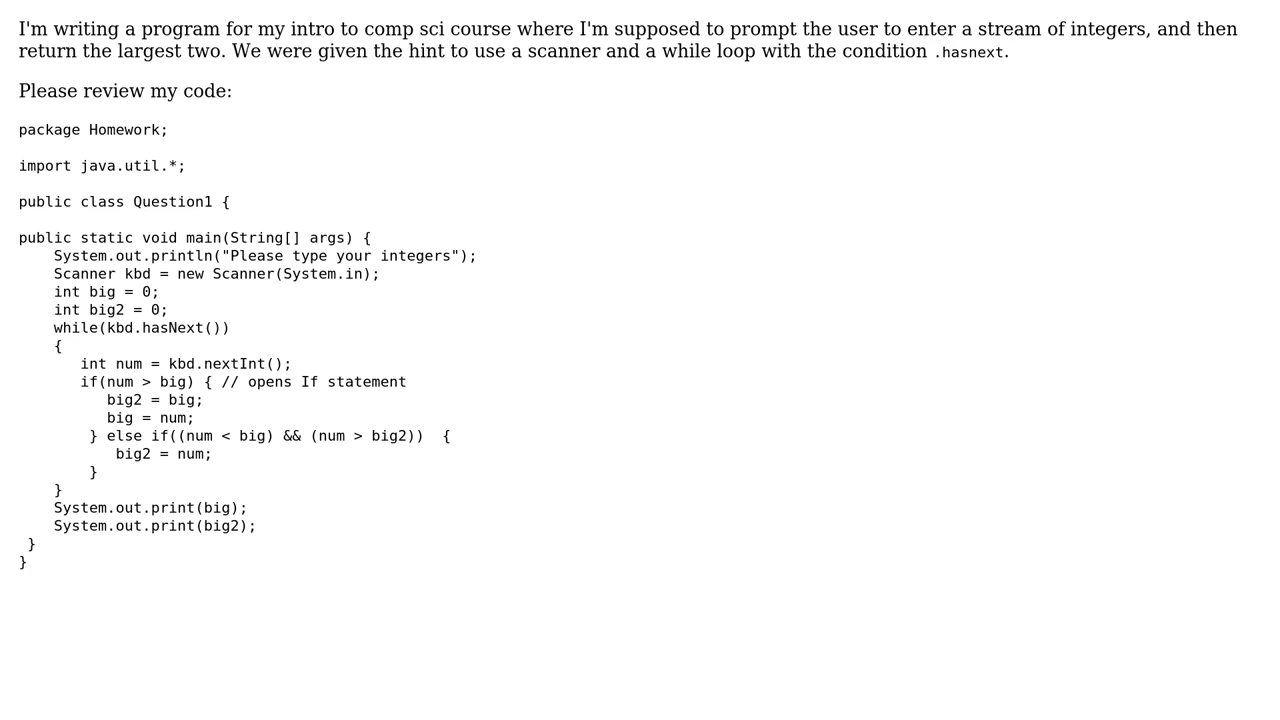 I'm writing a program for my intro to comp sci course where I'm supposed to prompt the user to enter a stream of integers, and then
return the largest two. We were given the hint to use a scanner and a while loop with the condition .hasnext.
Please review my code:
package Homework;
import java.util.*;
public class Question1 {
public static void main(String[] args) {
    System.out.println("Please type your integers");
    Scanner kbd = new Scanner(System.in);
    int big = 0;
    int big2 = 0;
    while(kbd.hasNext())
    {
       int num = kbd.nextInt();
       if(num > big) { // opens If statement
          big2 = big;
          big = num;
        } else if((num < big) && (num > big2))  {
           big2 = num;
        }
    }
    System.out.print(big);
    System.out.print(big2);
 }
}